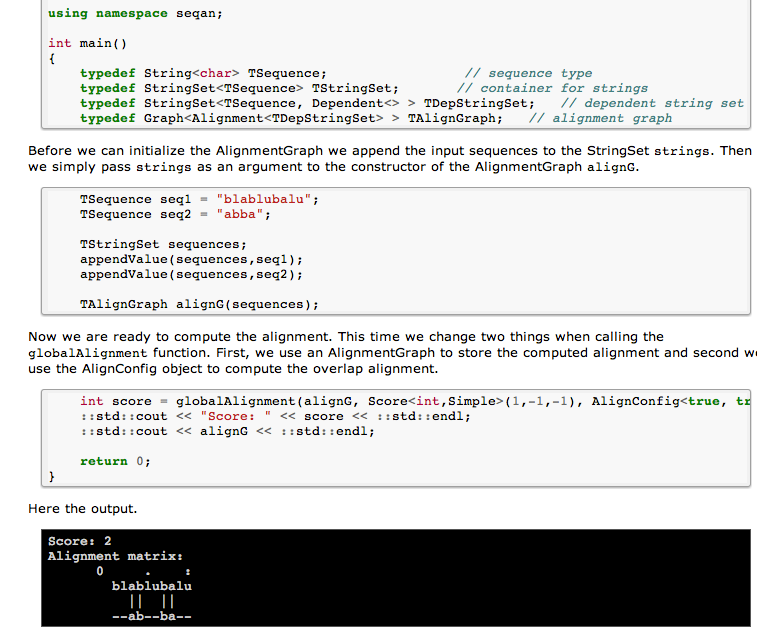 using namespace seqan;
int main()
{
typedef String<char> TSequence; // sequence type
typedef StringSet<TSequence> TStringSet; // container for strings
typedef StringSet<TSequence, Dependent<> > TDepStringSet; // dependent string set
typedef Graph<Alignment<TDepStringSet> > TAlignGraph; // alignment graph
Before we can initialize the AlignmentGraph we append the input sequences to the StringSet strings. Then
we simply pass strings as an argument to the constructor of the AlignmentGraph alignG.
TSequence seq1 = "blablubalu";
TSequence seq2 = "abba";
TStringSet sequences;
appendValue(sequences,seq1);
appendValue(sequences,seq2);
TAlignGraph alignG(sequences);
Now we are ready to compute the alignment. This time we change two things when calling the
globalAlignment function. First, we use an AlignmentGraph to store the computed alignment and second w
use the AlignConfig object to compute the overlap alignment.
int score = globalAlignment(alignG, Score<int,Simple>(1,-1,-1), AlignConfig<true, tr
::std::cout << "Score: " << score << ::std::endl;
::std::cout << alignG << ::std::endl;
return 0;
}
Here the output.
Score: 2
Alignment matrix:
0 . :
blablubalu
|| ||
--ab--ba--